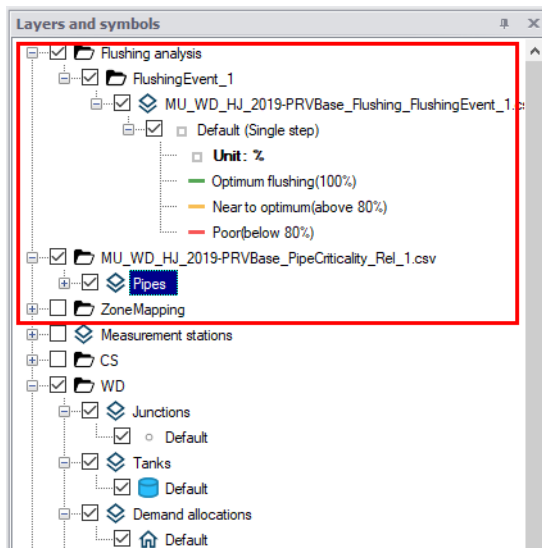 Layers and symbols
Flushing analysis
FlushingEvent_1
MU_WD_HJ_2019-PRVBase_Flushing_FlushingEvent_1.c
Default (Single step)
Unit: %
Optimum flushing(100%)
Near to optimum(above 80%)
Poor(below 80%)
MU_WD_HJ_2019-PRVBase_PipeCriticality_Rel_1.csv
Pipes
ZoneMapping
Measurement stations
CS
WD
Junctions
Default
Tanks
Default
Demand allocations
Default